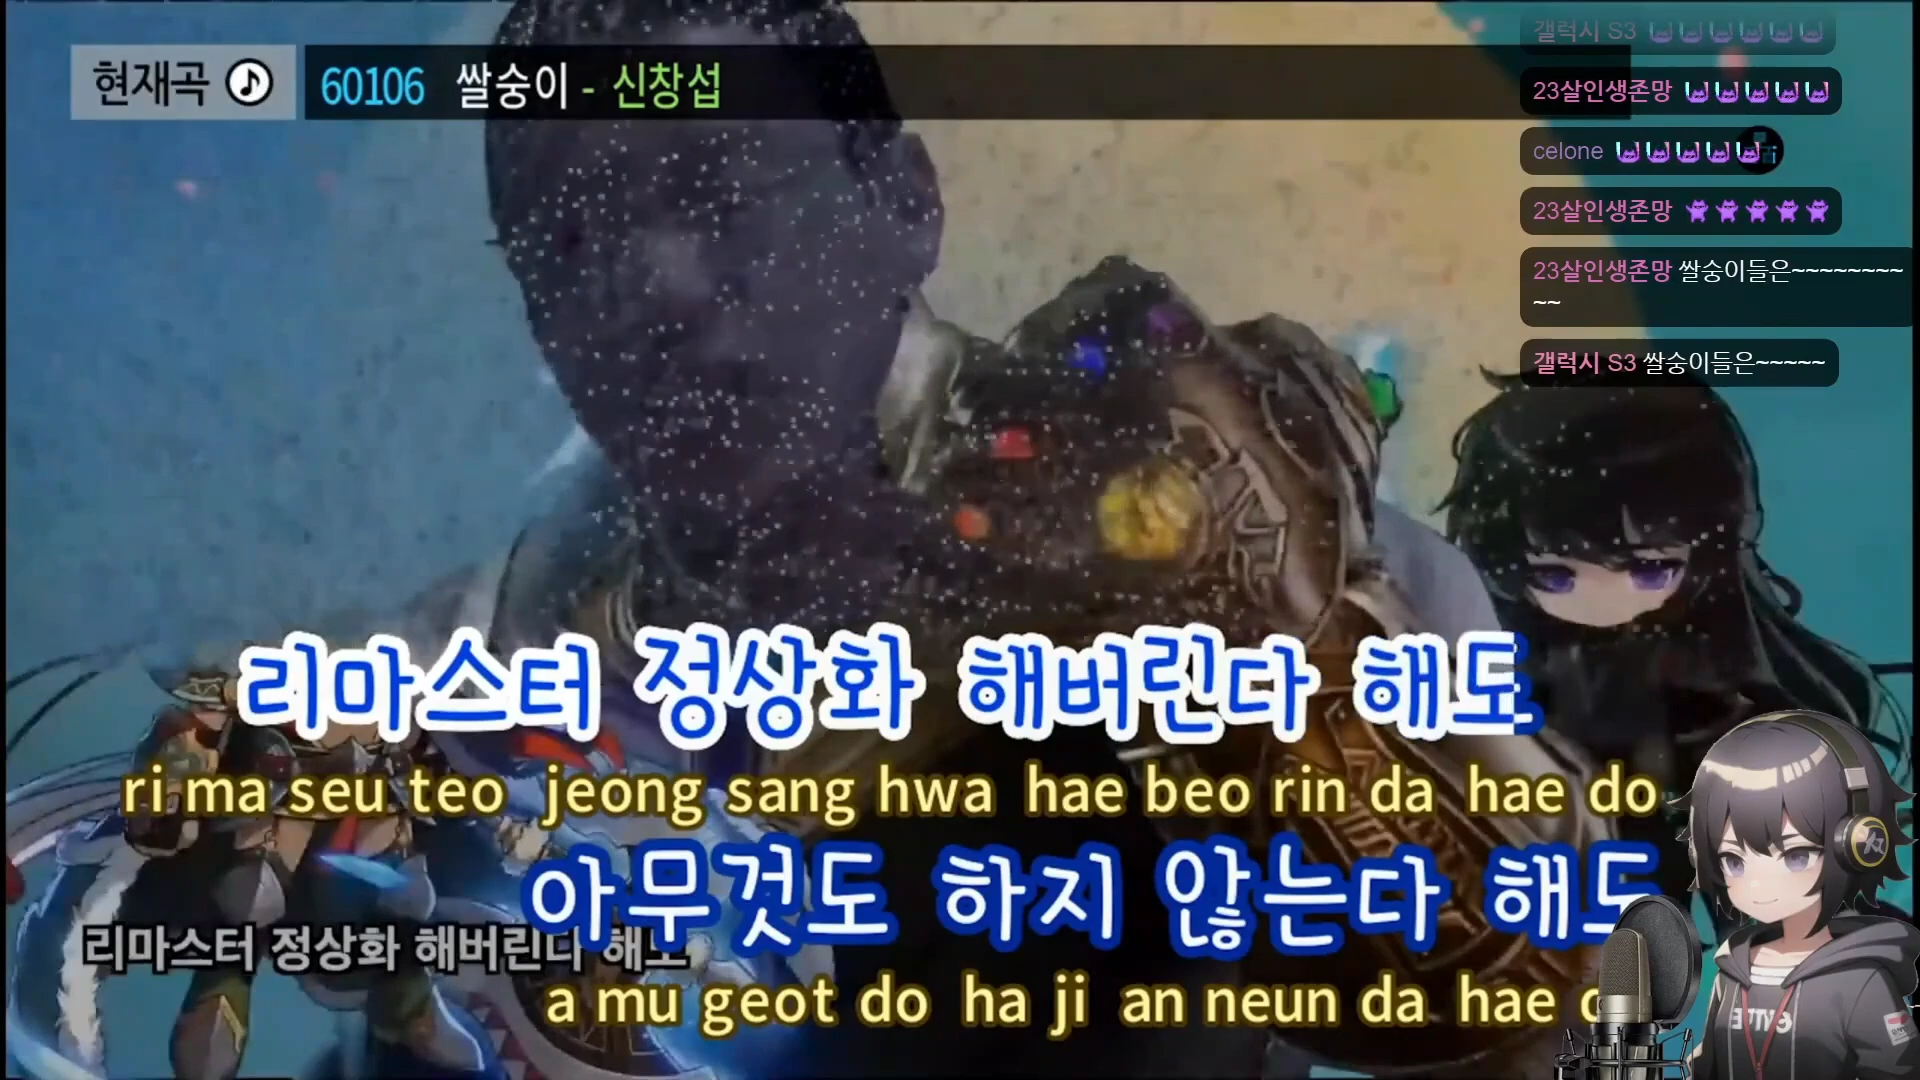 현재곡 60106 쌀숭이 - 신창섭
갤럭시 S3
23살인생존망
celone
23살인생존망
23살인생존망 쌀숭이들은~~~~~~~~
~~
갤럭시 S3 쌀숭이들은~~~~~
리마스터 정상화 해버린다 해도
ri ma seu teo jeong sang hwa hae beo rin da hae do
아무것도 하지 않는다 해도
a mu geot do ha ji an neun da hae
리마스터 정상화 해버린다 해도